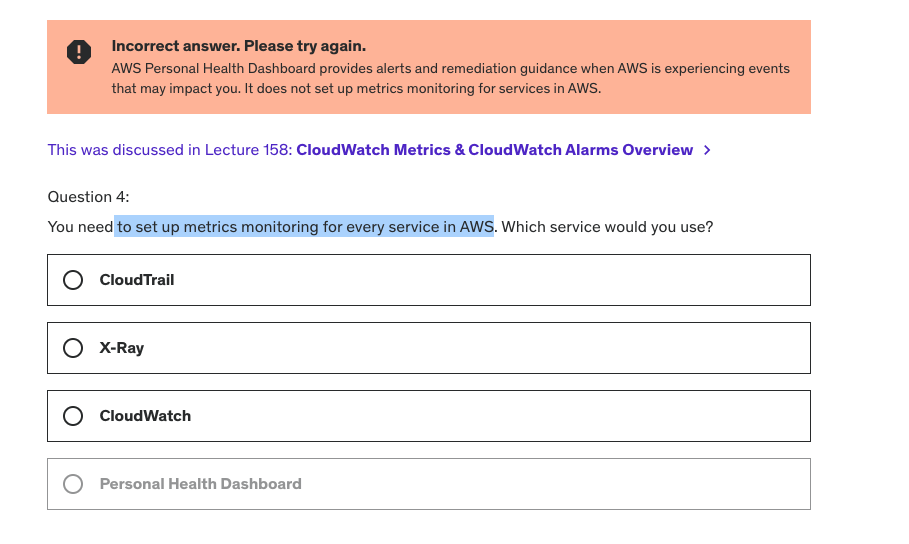 Incorrect answer. Please try again.
AWS Personal Health Dashboard provides alerts and remediation guidance when AWS is experiencing events
that may impact you. It does not set up metrics monitoring for services in AWS.
This was discussed in Lecture 158: CloudWatch Metrics & CloudWatch Alarms Overview
Question 4:
You need to set up metrics monitoring for every service in AWS. Which service would you use?
CloudTrail
X-Ray
CloudWatch
Personal Health Dashboard